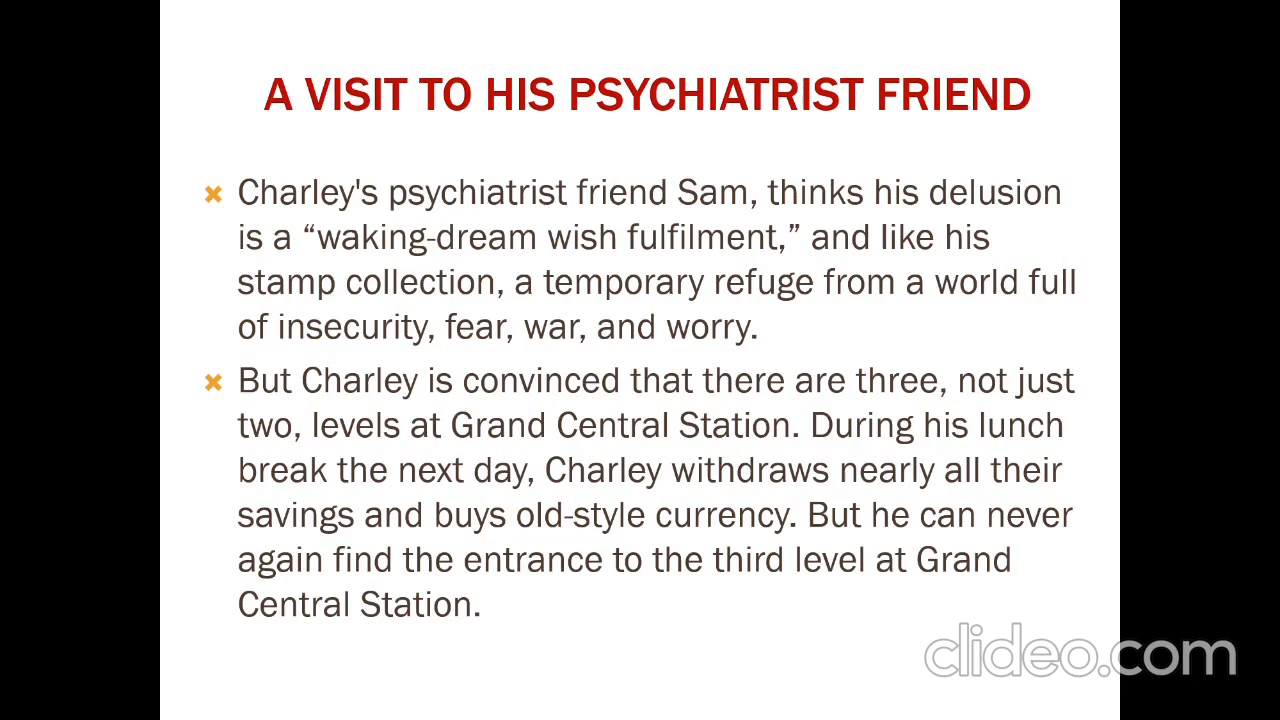 A VISIT TO HIS PSYCHIATRIST FRIEND
Charley's psychiatrist friend Sam, thinks his delusion
is a “waking-dream wish fulfilment,” and like his
stamp collection, a temporary refuge from a world full
of insecurity, fear, war, and worry.
But Charley is convinced that there are three, not just
two, levels at Grand Central Station. During his lunch
break the next day, Charley withdraws nearly all their
savings and buys old-style currency. But he can never
again find the entrance to the third level at Grand
Central Station.
clideo.com